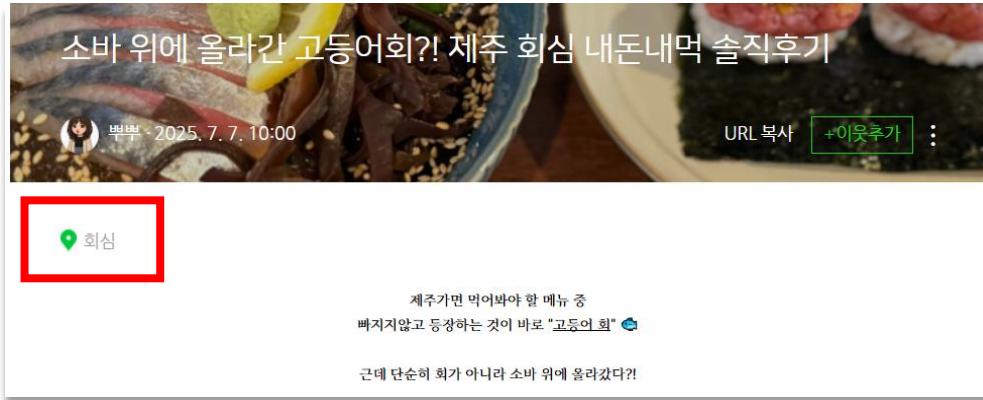 소바 위에 올라간 고등어회?! 제주 회심 내돈내먹 솔직후기
뿌뿌 · 2025. 7. 7. 10:00
URL 복사 +이웃추가
회심
제주가면 먹어봐야 할 메뉴 중
빠지지않고 등장하는 것이 바로 "고등어 회" 🐟
근데 단순히 회가 아니라 소바 위에 올라갔다?!